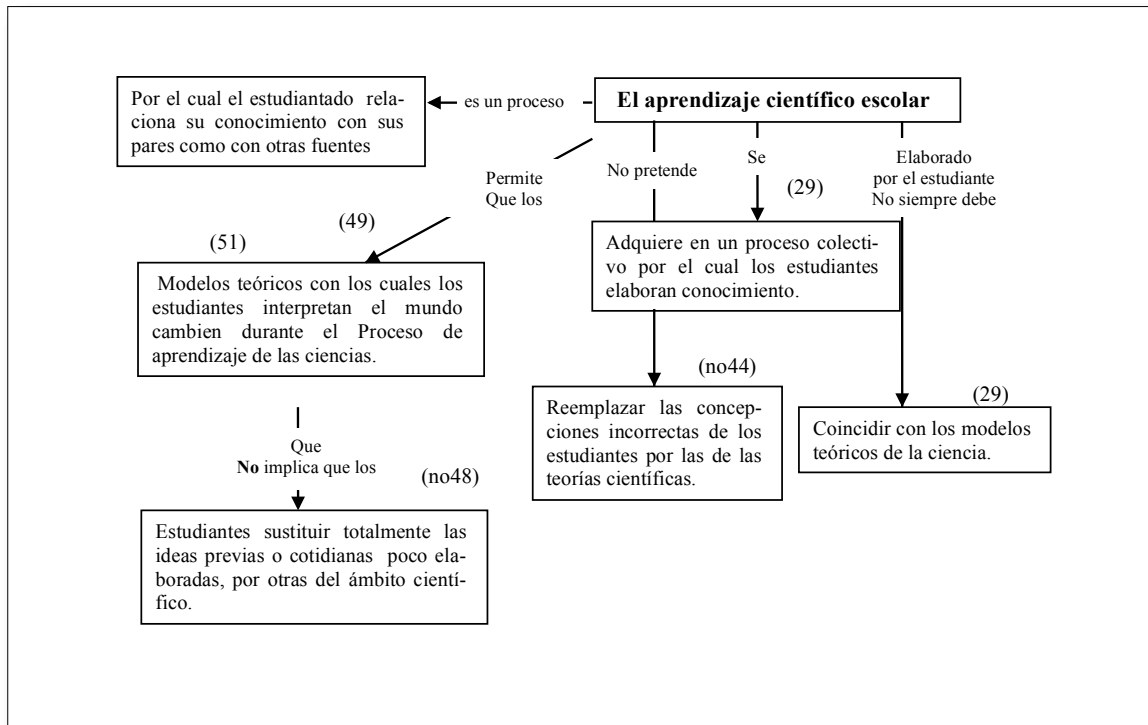 Por el cual el estudiantado rela-
ciona su conocimiento con sus
pares como con otras fuentes
es un proceso
El aprendizaje científico escolar
Permite
Que los
No pretende
Se
Elaborado
por el estudiante
No siempre debe
(29)
(49)
(51)
Adquiere en un proceso colecti-
vo por el cual los estudiantes
elaboran conocimiento.
Modelos teóricos con los cuales los
estudiantes interpretan el mundo
cambien durante el Proceso de
aprendizaje de las ciencias.
(no44)
(29)
Reemplazar las concep-
ciones incorrectas de los
estudiantes por las de las
teorías científicas.
Coincidir con los modelos
teóricos de la ciencia.
Que
No implica que los
(no48)
Estudiantes sustituir totalmente las
ideas previas o cotidianas poco ela-
boradas, por otras del ámbito científi-
co.